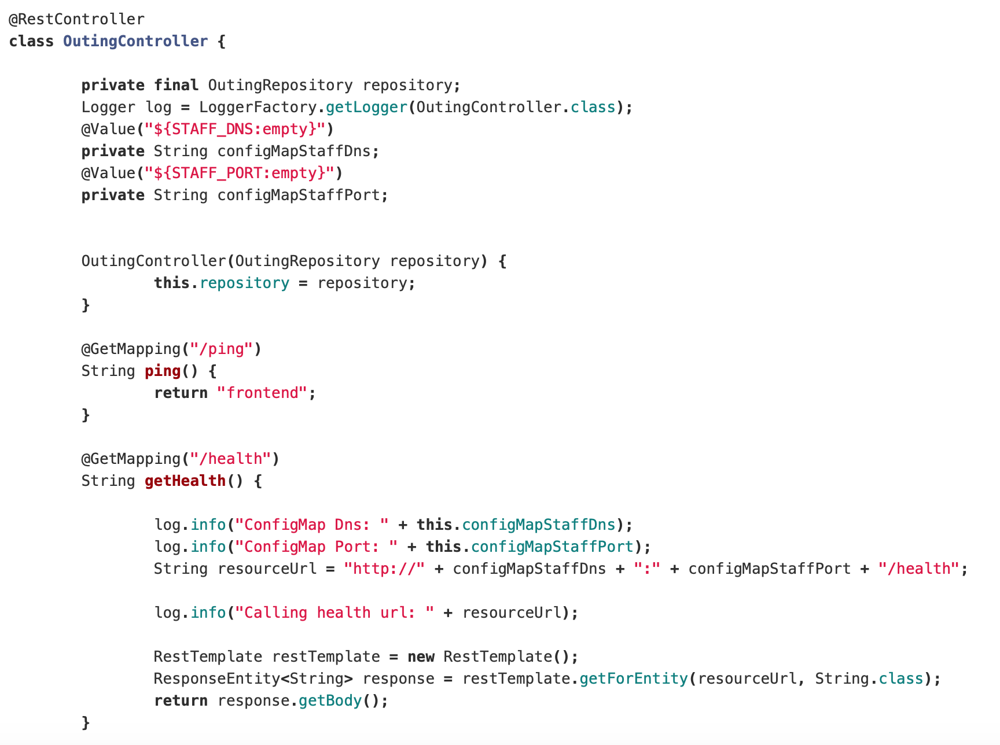 @RestController
class OutingController {
private final OutingRepository repository;
Logger log = LoggerFactory.getLogger(OutingController.class);
@Value("${STAFF_DNS:empty}")
private String configMapStaffDns;
@Value("${STAFF_PORT:empty}")
private String configMapStaffPort;
OutingController(OutingRepository repository) {
this.repository = repository;
}
@GetMapping("/ping")
String ping() {
return "frontend";
}
@GetMapping("/health")
String getHealth() {
log.info("ConfigMap Dns: " + this.configMapStaffDns);
log.info("ConfigMap Port: " + this.configMapStaffPort);
String resourceUrl = "http://" + configMapStaffDns + ":" + configMapStaffPort + "/health";
log.info("Calling health url: " + resourceUrl);
RestTemplate restTemplate = new RestTemplate();
ResponseEntity<String> response = restTemplate.getForEntity(resourceUrl, String.class);
return response.getBody();
}